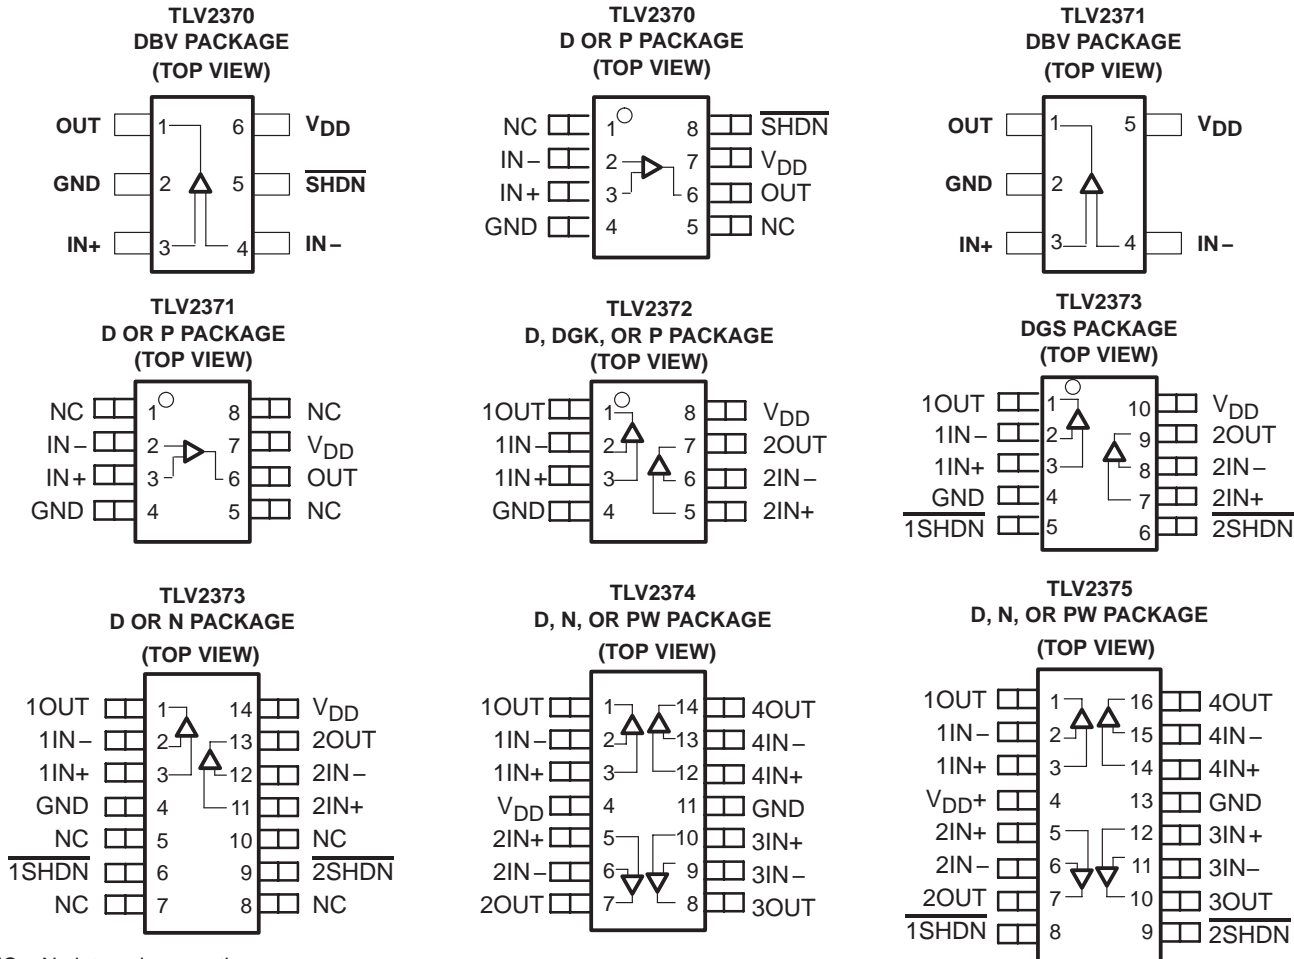 TLV2370
DBV PACKAGE
(TOP VIEW)
OUT 1 6 VDD
GND 2 5 SHDN
IN+ 3 4 IN−
TLV2370
D OR P PACKAGE
(TOP VIEW)
NC 1 8 SHDN
IN− 2 7 VDD
IN+ 3 6 OUT
GND 4 5 NC
TLV2371
DBV PACKAGE
(TOP VIEW)
OUT 1 5 VDD
GND 2
IN+ 3 4 IN−
TLV2371
D OR P PACKAGE
(TOP VIEW)
NC 1 8 NC
IN− 2 7 VDD
IN+ 3 6 OUT
GND 4 5 NC
TLV2372
D, DGK, OR P PACKAGE
(TOP VIEW)
1OUT 1 8 VDD
1IN− 2 7 2OUT
1IN+ 3 6 2IN−
GND 4 5 2IN+
TLV2373
DGS PACKAGE
(TOP VIEW)
1OUT 1 10 VDD
1IN− 2 9 2OUT
1IN+ 3 8 2IN−
GND 4 7 2IN+
1SHDN 5 6 2SHDN
TLV2373
D OR N PACKAGE
(TOP VIEW)
1OUT 1 14 VDD
1IN− 2 13 2OUT
1IN+ 3 12 2IN−
GND 4 11 2IN+
NC 5 10 NC
1SHDN 6 9 2SHDN
NC 7 8 NC
TLV2374
D, N, OR PW PACKAGE
(TOP VIEW)
1OUT 1 14 4OUT
1IN− 2 13 4IN−
1IN+ 3 12 4IN+
VDD 4 11 GND
2IN+ 5 10 3IN+
2IN− 6 9 3IN−
2OUT 7 8 3OUT
TLV2375
D, N, OR PW PACKAGE
(TOP VIEW)
1OUT 1 16 4OUT
1IN− 2 15 4IN−
1IN+ 3 14 4IN+
VDD+ 4 13 GND
2IN+ 5 12 3IN+
2IN− 6 11 3IN−
2OUT 7 10 3OUT
1SHDN 8 9 2SHDN